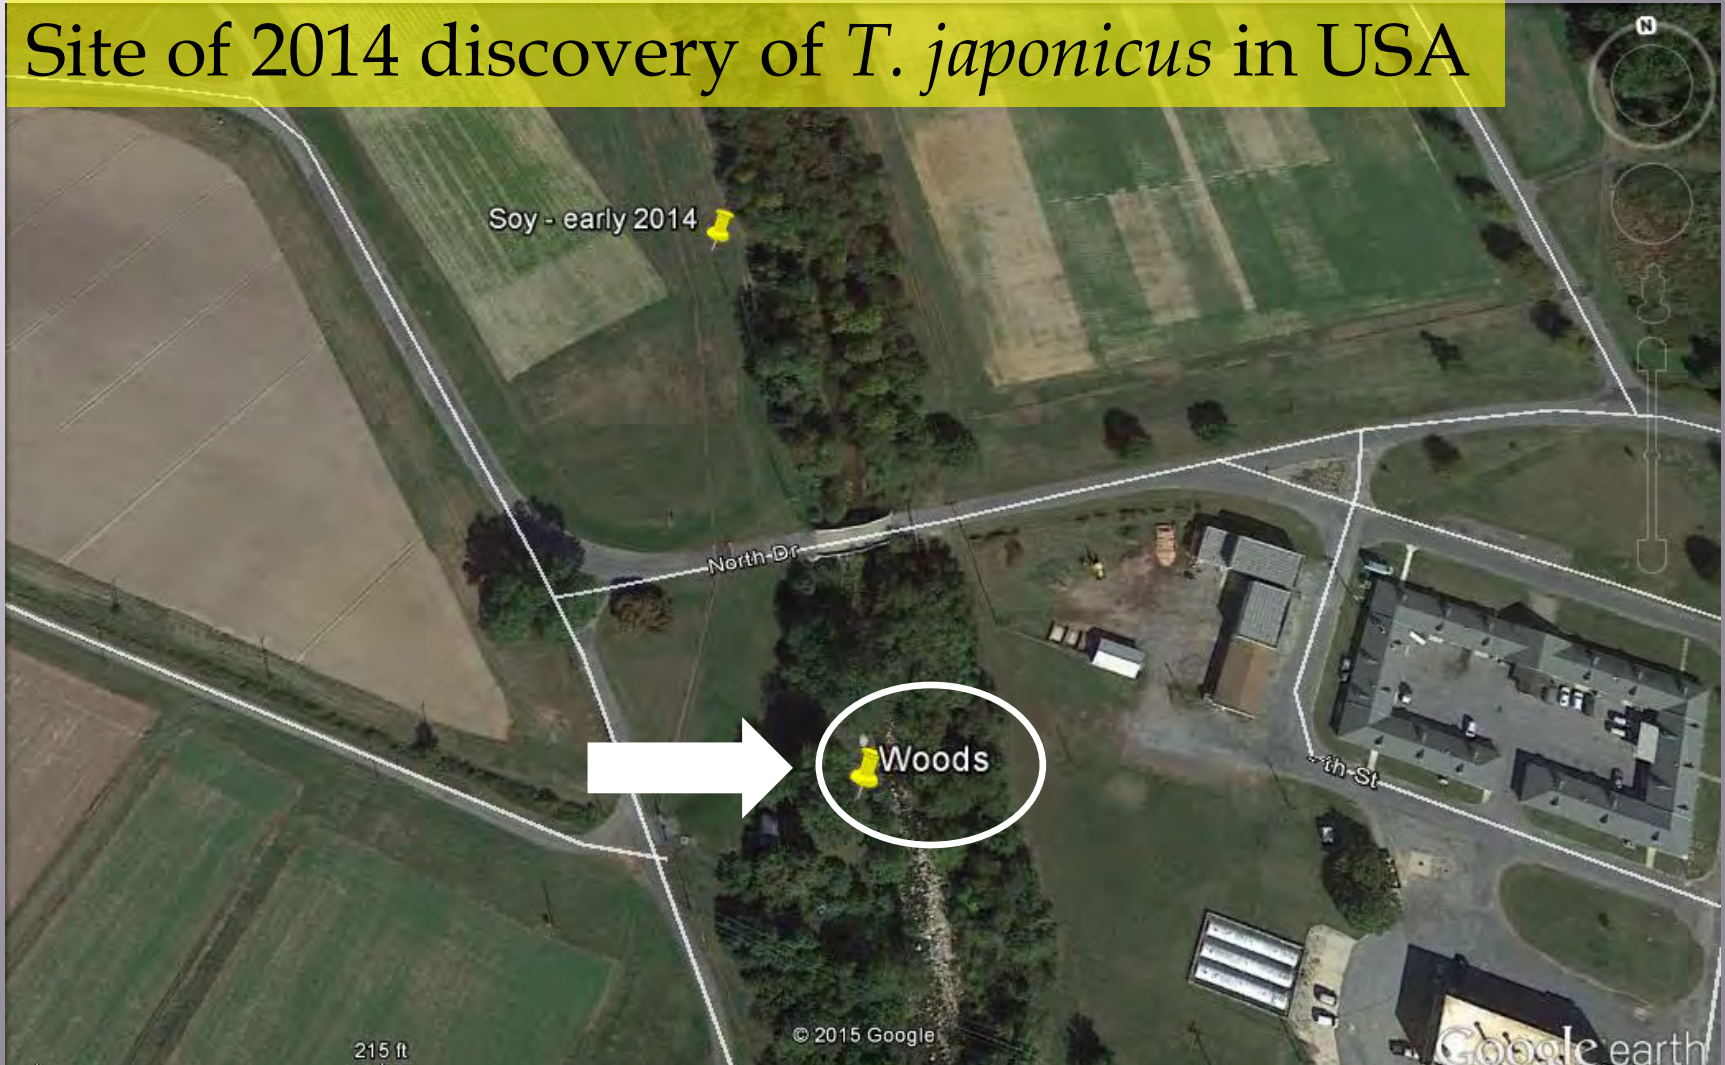 Site of 2014 discovery of T. japonicus in USA
N
Soy - early 2014
North Dr
Woods
th St
© 2015 Google
215 ft
Google earth